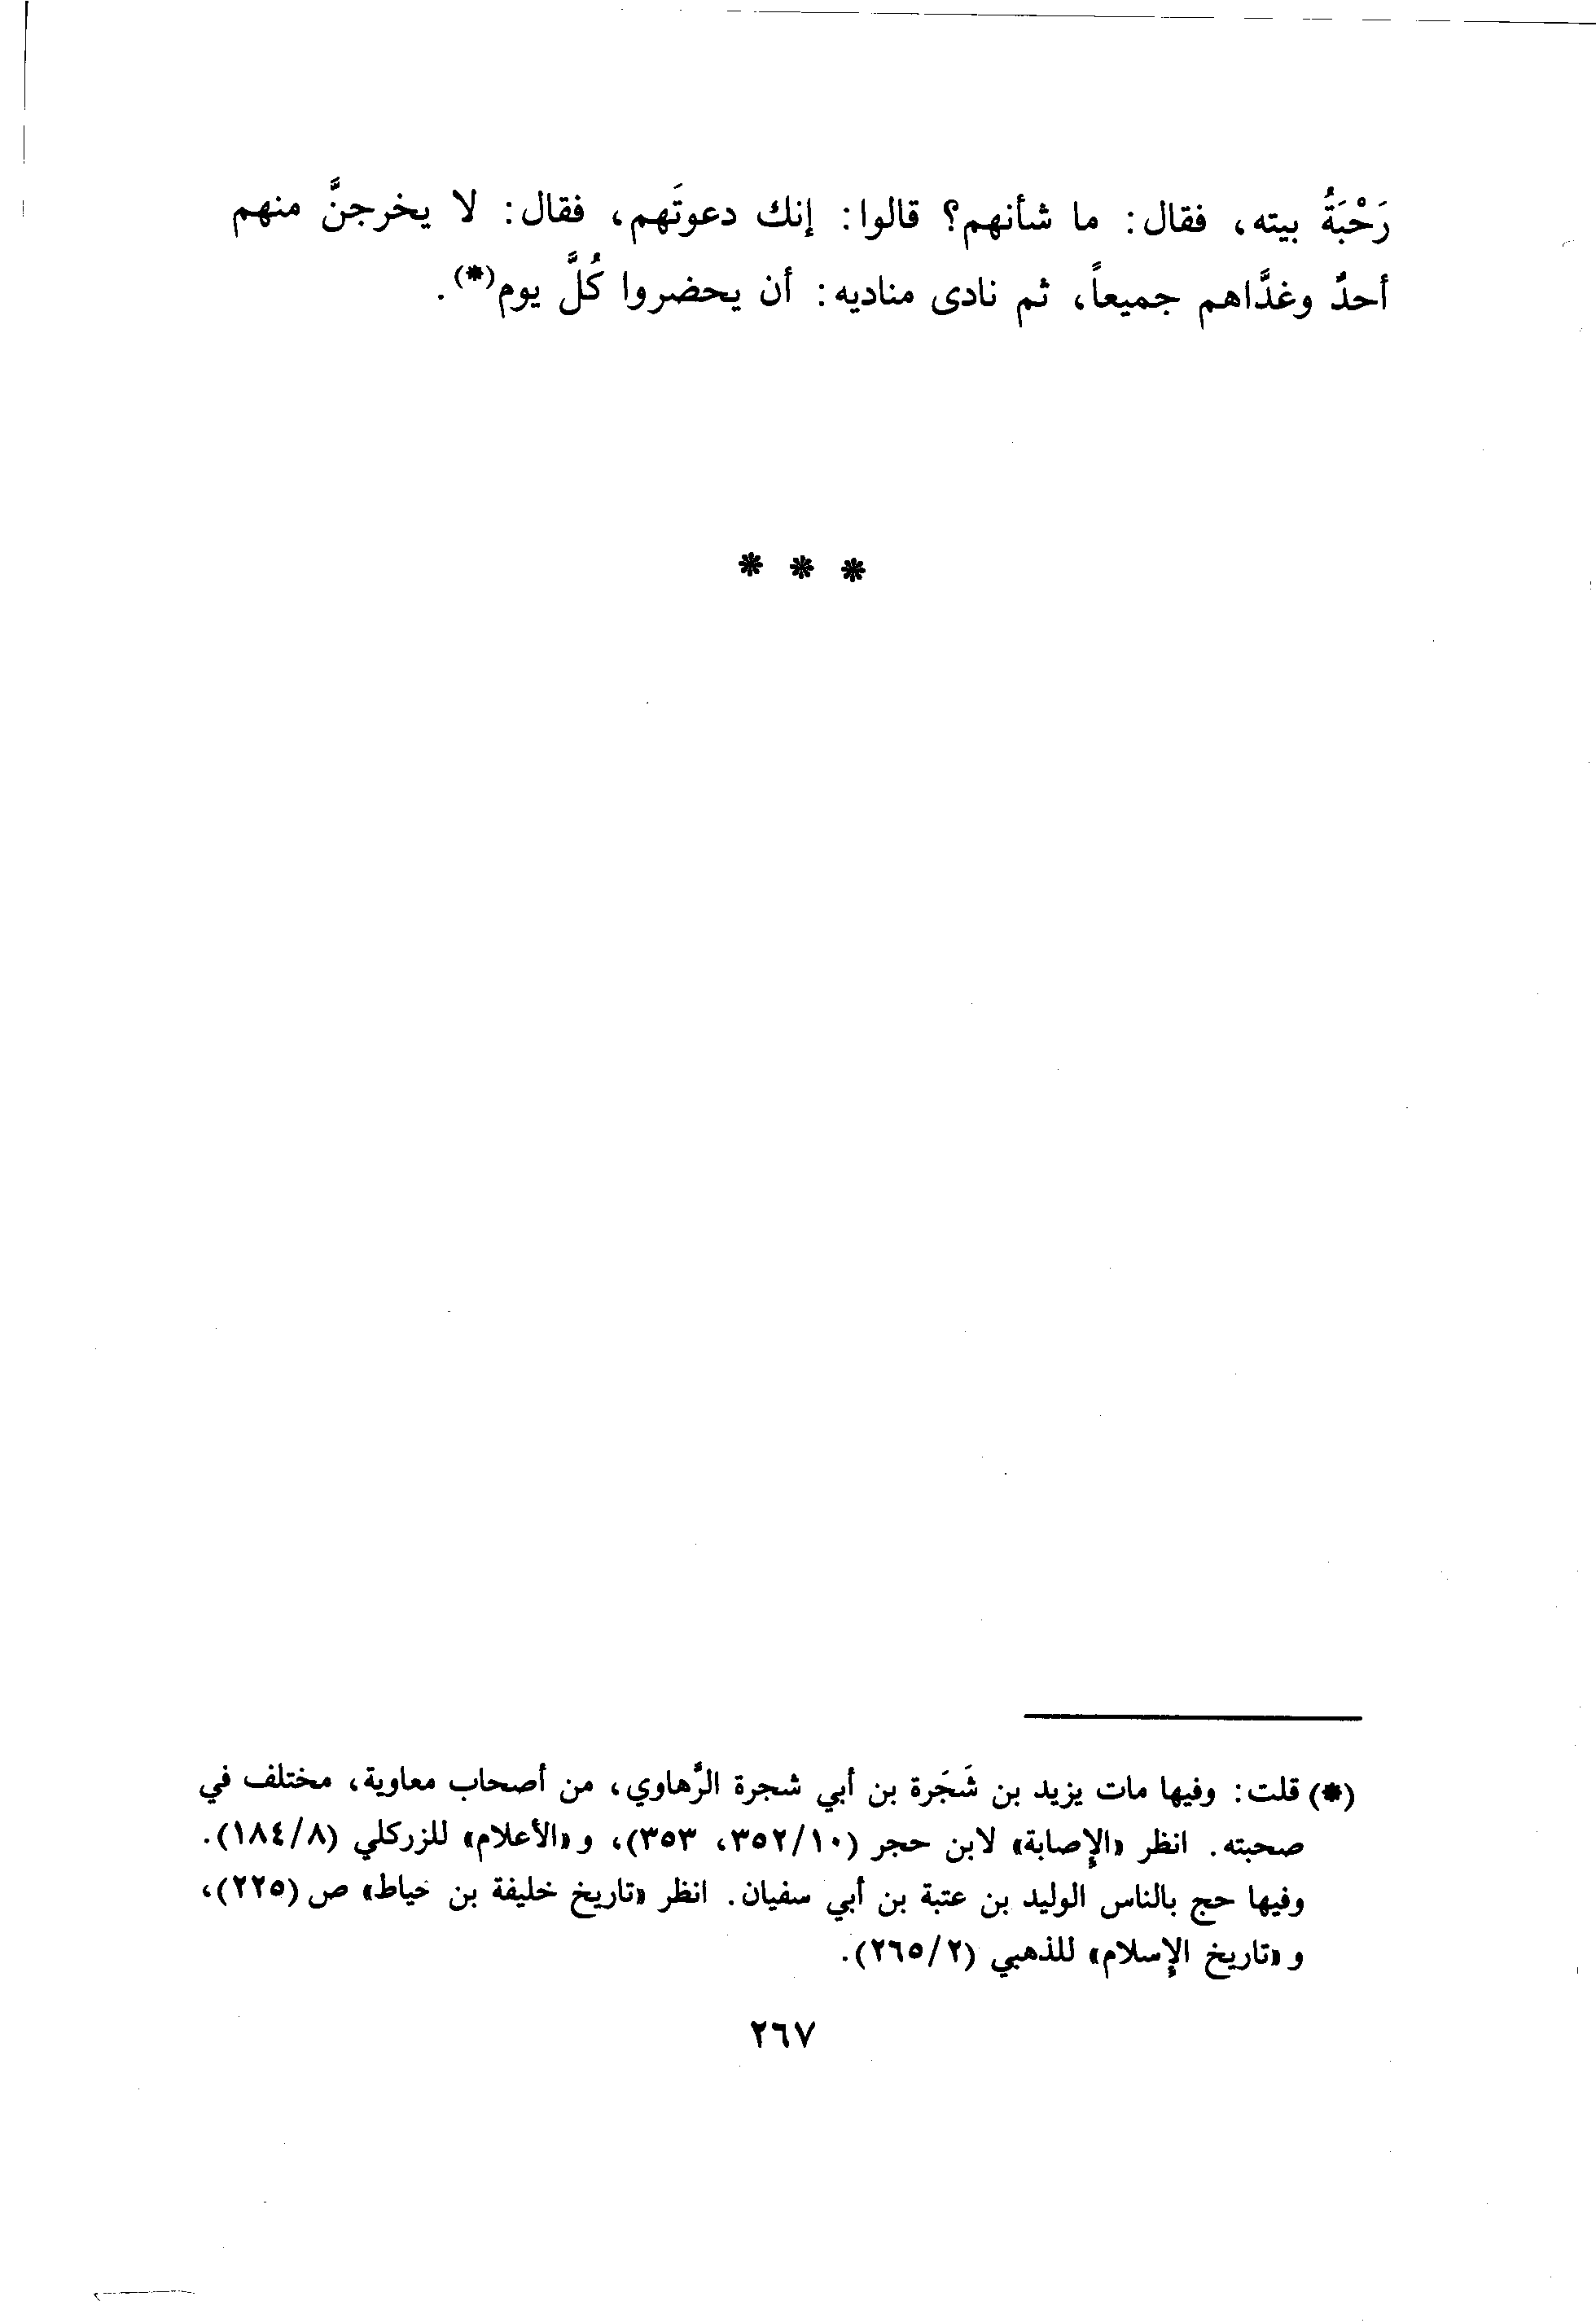 رَحْبَةُ بيته، فقال: ما شأنهم؟ قالوا: إنك دعوتَهم، فقال: لا يخرجنَّ منهم
أحدٌ وغدَّاهم جميعاً، ثم نادى مناديه: أن يحضروا كُلَّ يوم(*).
* * *
(*) قلت: وفيها مات يزيد بن شَجَرة بن أبي شجرة الرُّهاوي، من أصحاب معاوية، مختلف في
صحبته. انظر «الإصابة» لابن حجر (١٠/٣٥٢، ٣٥٣)، و«الأعلام» للزركلي (٨/١٨٤).
وفيها حج بالناس الوليد بن عتبة بن أبي سفيان. انظر «تاريخ خليفة بن خياط» ص (٢٢٥)،
و«تاريخ الإسلام» للذهبي (٢/٢٦٥).
٢٦٧